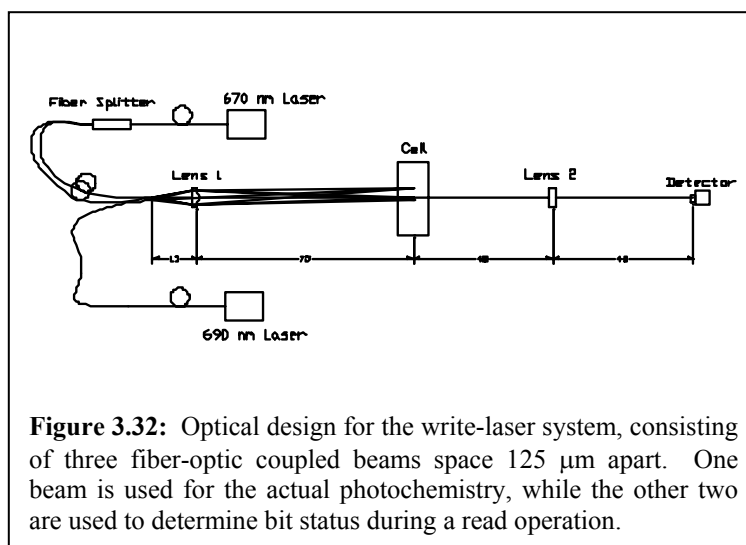 670 nm Laser
Fiber Splitter
Cell
Lens 1
Lens 2
Detector
690 nm Laser
Figure 3.32: Optical design for the write-laser system, consisting
of three fiber-optic coupled beams space 125 μm apart. One
beam is used for the actual photochemistry, while the other two
are used to determine bit status during a read operation.